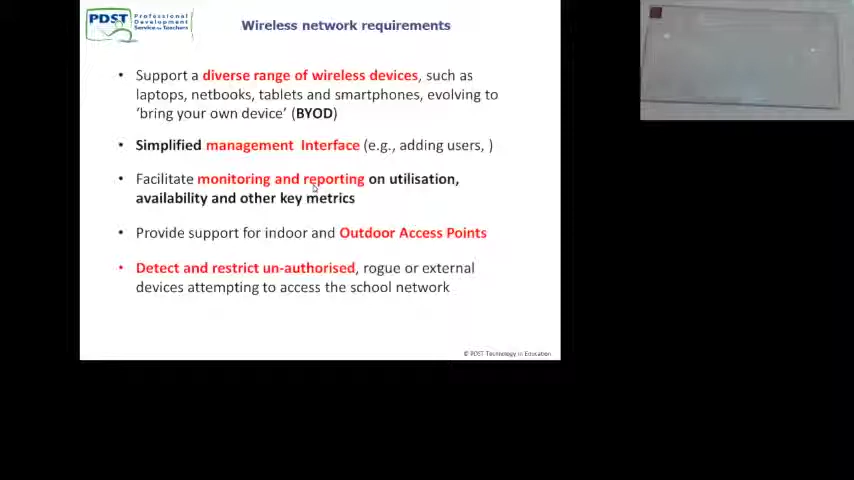 PDST Professional
Development
Service for Teachers
Wireless network requirements
• Support a diverse range of wireless devices, such as
laptops, netbooks, tablets and smartphones, evolving to
‘bring your own device’ (BYOD)
• Simplified management Interface (e.g., adding users, )
• Facilitate monitoring and reporting on utilisation,
availability and other key metrics
• Provide support for indoor and Outdoor Access Points
• Detect and restrict un-authorised, rogue or external
devices attempting to access the school network
© PDST Technology in Education